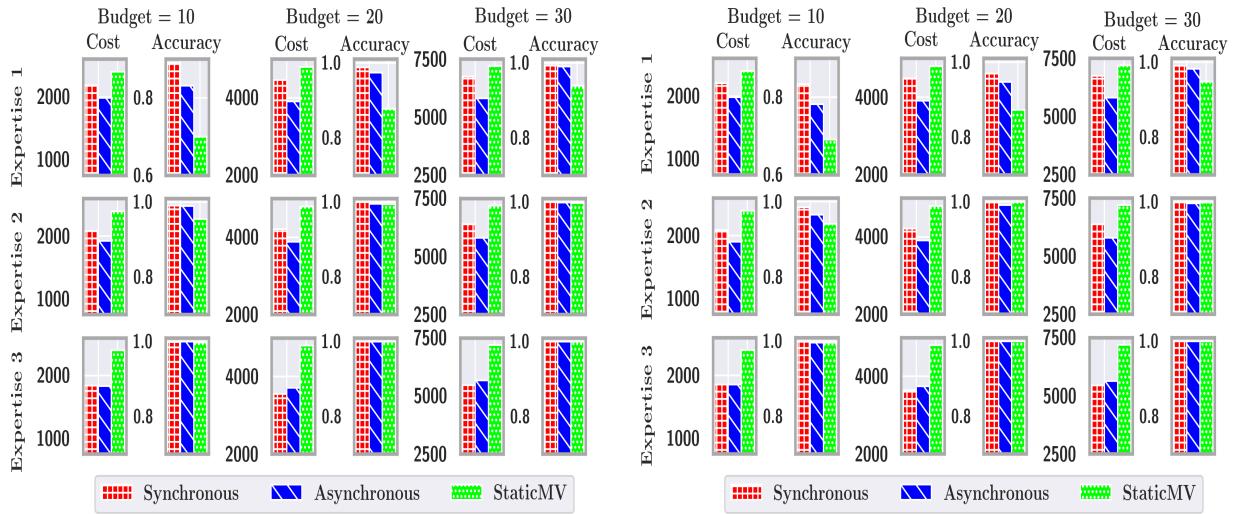 Budget = 10 Budget = 20 Budget = 30 Budget = 10 Budget = 20 Budget = 30
Cost Accuracy Cost Accuracy Cost Accuracy Cost Accuracy Cost Accuracy Cost Accuracy
Expertise 1 2000 1000 0.8 0.6 4000 2000 1.0 0.8 7500 5000 2500 1.0 0.8
Expertise 2 2000 1000 1.0 0.8 4000 2000 1.0 0.8 7500 5000 2500 1.0 0.8
Expertise 3 2000 1000 1.0 0.8 4000 2000 1.0 0.8 7500 5000 2500 1.0 0.8
Synchronous Asynchronous StaticMV
Expertise 1 2000 1000 0.8 0.6 4000 2000 1.0 0.8 7500 5000 2500 1.0 0.8
Expertise 2 2000 1000 1.0 0.8 4000 2000 1.0 0.8 7500 5000 2500 1.0 0.8
Expertise 3 2000 1000 1.0 0.8 4000 2000 1.0 0.8 7500 5000 2500 1.0 0.8
Synchronous Asynchronous StaticMV